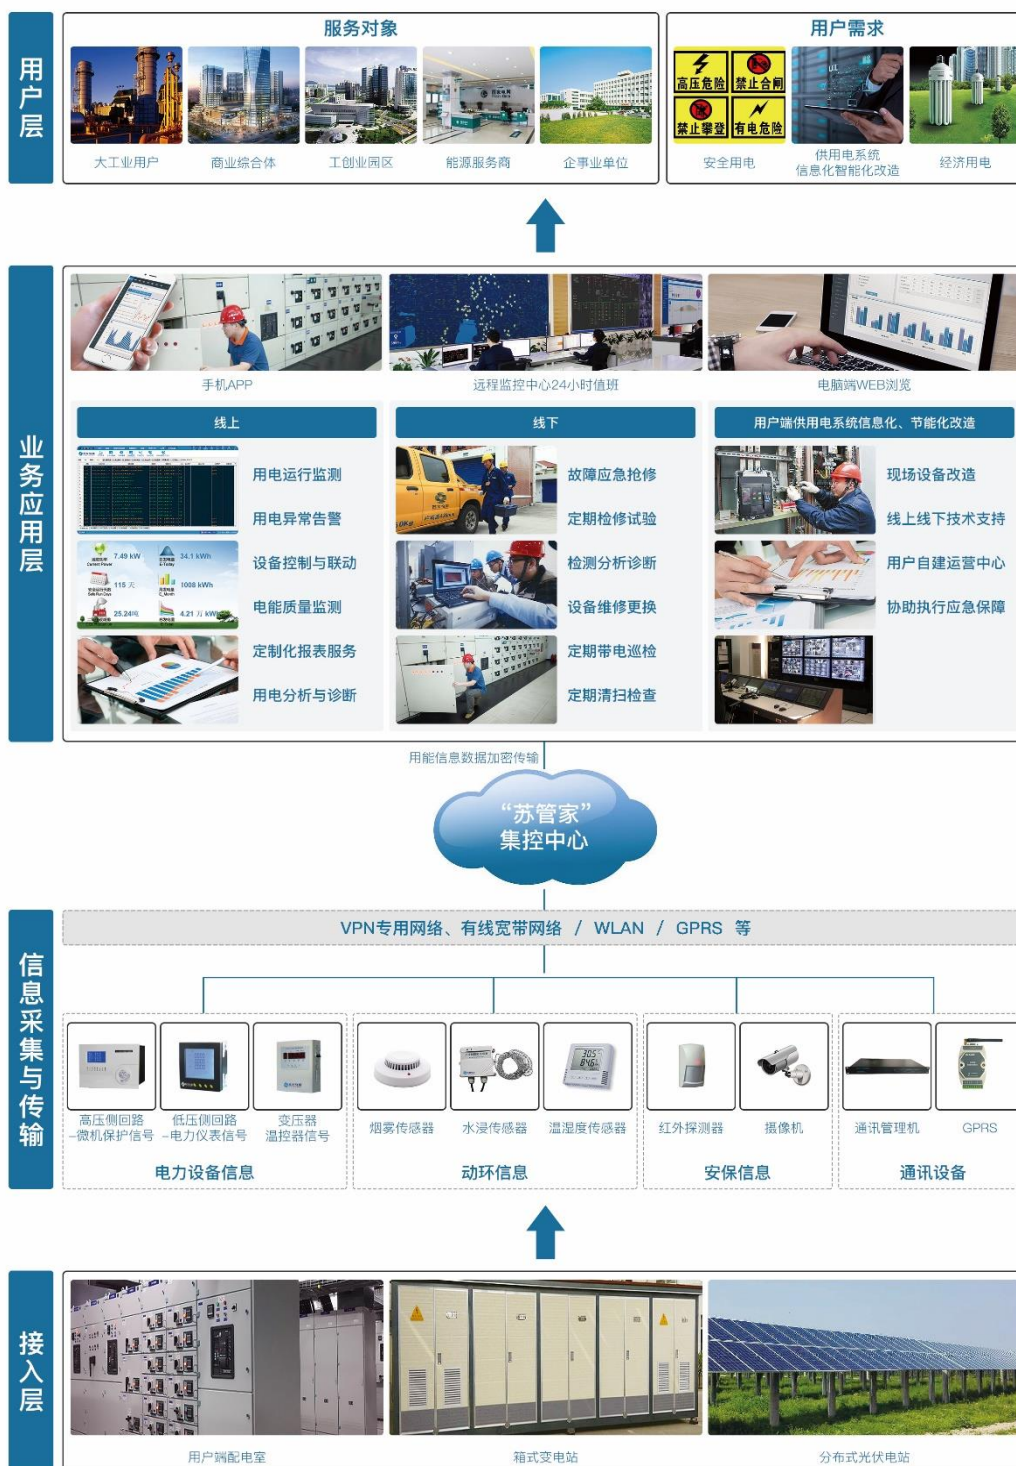 用户层
服务对象
用户需求
高压危险
禁止合闸
禁止攀登
有电危险
大工业用户
商业综合体
工创业园区
能源服务商
企事业单位
安全用电
供用电系统
信息化智能化改造
经济用电
业务应用层
手机APP
远程监控中心24小时值班
电脑端WEB浏览
线上
线下
用户端供用电系统信息化、节能化改造
用电运行监测
用电异常告警
设备控制与联动
电能质量监测
定制化报表服务
用电分析与诊断
7.49 kW
34.1 kWh
115 天
1008 kWh
25.24吨
4.21 万 kWh
故障应急抢修
定期检修试验
检测分析诊断
设备维修更换
定期带电巡检
定期清扫检查
现场设备改造
线上线下技术支持
用户自建运营中心
协助执行应急保障
用能信息数据加密传输
“苏管家”
集控中心
信息采集与传输
VPN专用网络、有线宽带网络 / WLAN / GPRS 等
高压侧回路
-微机保护信号
低压侧回路
-电力仪表信号
变压器
温控器信号
烟雾传感器
水浸传感器
温湿度传感器
红外探测器
摄像机
通讯管理机
GPRS
电力设备信息
动环信息
安保信息
通讯设备
接入层
用户端配电室
箱式变电站
分布式光伏电站